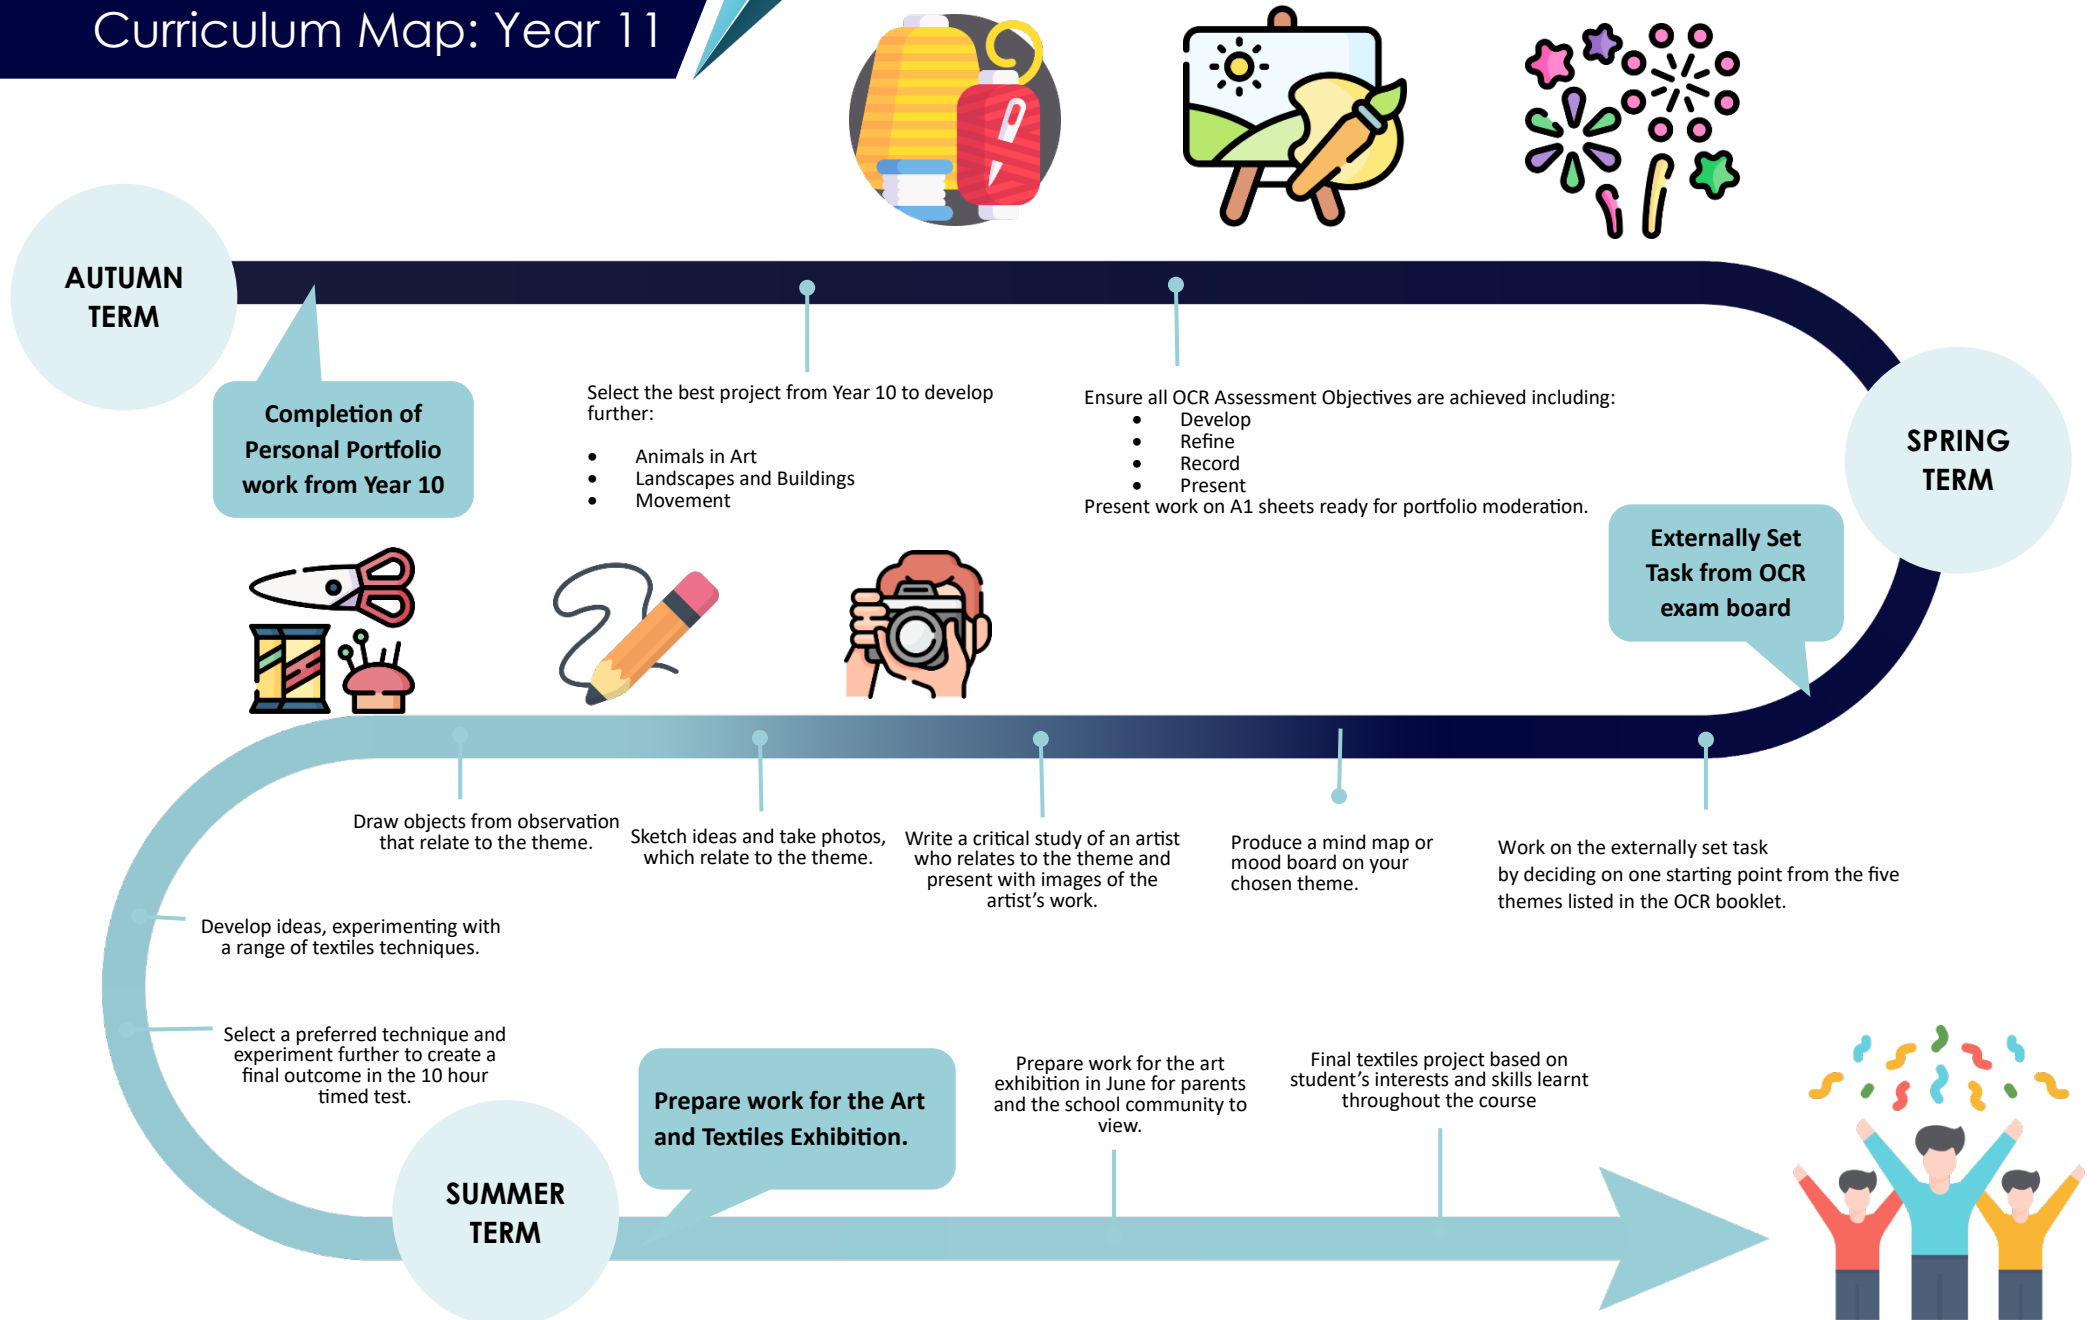 Curriculum Map: Year 11
AUTUMN
TERM
Completion of
Personal Portfolio
work from Year 10
Select the best project from Year 10 to develop
further:
• Animals in Art
• Landscapes and Buildings
• Movement
Ensure all OCR Assessment Objectives are achieved including:
• Develop
• Refine
• Record
• Present
Present work on A1 sheets ready for portfolio moderation.
SPRING
TERM
Externally Set
Task from OCR
exam board
Work on the externally set task
by deciding on one starting point from the five
themes listed in the OCR booklet.
Produce a mind map or
mood board on your
chosen theme.
Write a critical study of an artist
who relates to the theme and
present with images of the
artist’s work.
Sketch ideas and take photos,
which relate to the theme.
Draw objects from observation
that relate to the theme.
Develop ideas, experimenting with
a range of textiles techniques.
Select a preferred technique and
experiment further to create a
final outcome in the 10 hour
timed test.
SUMMER
TERM
Prepare work for the Art
and Textiles Exhibition.
Prepare work for the art
exhibition in June for parents
and the school community to
view.
Final textiles project based on
student’s interests and skills learnt
throughout the course